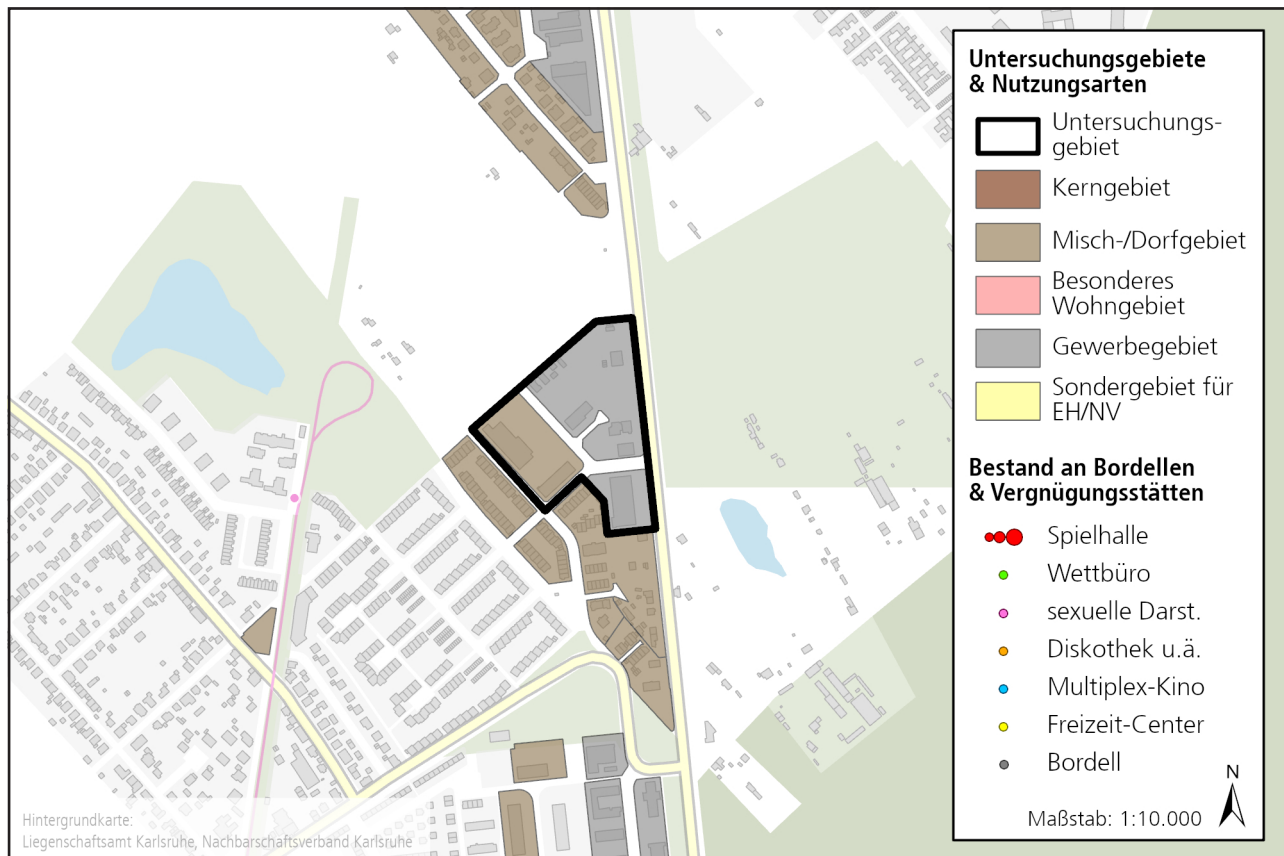 Untersuchungsgebiete
& Nutzungsarten
Untersuchungs-
gebiet
Kerngebiet
Misch-/Dorfgebiet
Besonderes
Wohngebiet
Gewerbegebiet
Sondergebiet für
EH/NV
Bestand an Bordellen
& Vergnügungsstätten
Spielhalle
Wettbüro
sexuelle Darst.
Diskothek u.ä.
Multiplex-Kino
Freizeit-Center
Bordell
N
Maßstab: 1:10.000
Hintergrundkarte:
Liegenschaftsamt Karlsruhe, Nachbarschaftsverband Karlsruhe